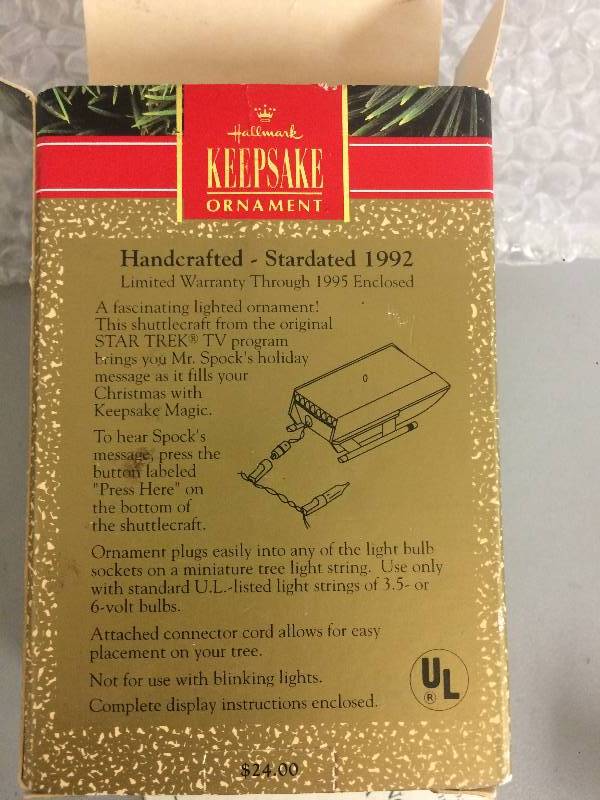 Hallmark
KEEPSAKE
ORNAMENT
Handcrafted - Stardated 1992
Limited Warranty Through 1995 Enclosed
A fascinating lighted ornament!
This shuttlecraft from the original
STAR TREK® TV program
brings you Mr. Spock's holiday
message as it fills your
Christmas with
Keepsake Magic.
To hear Spock's
message, press the
button labeled
"Press Here" on
the bottom of
the shuttlecraft.
Ornament plugs easily into any of the light bulb
sockets on a miniature tree light string. Use only
with standard U.L.-listed light strings of 3.5- or
6-volt bulbs.
Attached connector cord allows for easy
placement on your tree.
Not for use with blinking lights.
Complete display instructions enclosed.
UL
®
$24.00